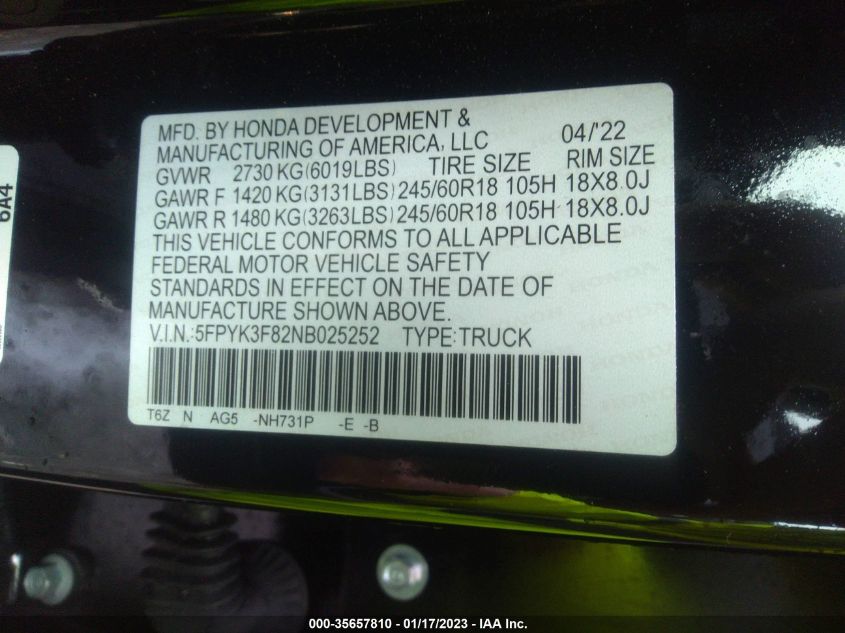 MFD. BY HONDA DEVELOPMENT &
MANUFACTURING OF AMERICA, LLC 04/'22
GVWR 2730 KG(6019LBS) TIRE SIZE RIM SIZE
GAWR F 1420 KG(3131LBS) 245/60R18 105H 18X8.0J
GAWR R 1480 KG(3263LBS) 245/60R18 105H 18X8.0J
THIS VEHICLE CONFORMS TO ALL APPLICABLE
FEDERAL MOTOR VEHICLE SAFETY
STANDARDS IN EFFECT ON THE DATE OF
MANUFACTURE SHOWN ABOVE.
V.I.N.:5FPYK3F82NB025252 TYPE:TRUCK
T6Z N AG5 -NH731P -E -B
6A4
000-35657810 - 01/17/2023 - IAA Inc.